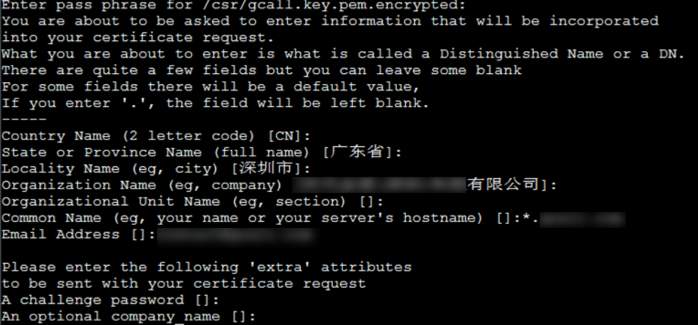 Enter pass phrase for /csr/gcall.key.pem.encrypted:
You are about to be asked to enter information that will be incorporated
into your certificate request.
What you are about to enter is what is called a Distinguished Name or a DN.
There are quite a few fields but you can leave some blank
For some fields there will be a default value,
If you enter '.', the field will be left blank.
-----
Country Name (2 letter code) [CN]:
State or Province Name (full name) [广东省]:
Locality Name (eg, city) [深圳市]:
Organization Name (eg, company) 有限公司]:
Organizational Unit Name (eg, section) []:
Common Name (eg, your name or your server's hostname) []:*.
Email Address []:
Please enter the following 'extra' attributes
to be sent with your certificate request
A challenge password []:
An optional company name []: